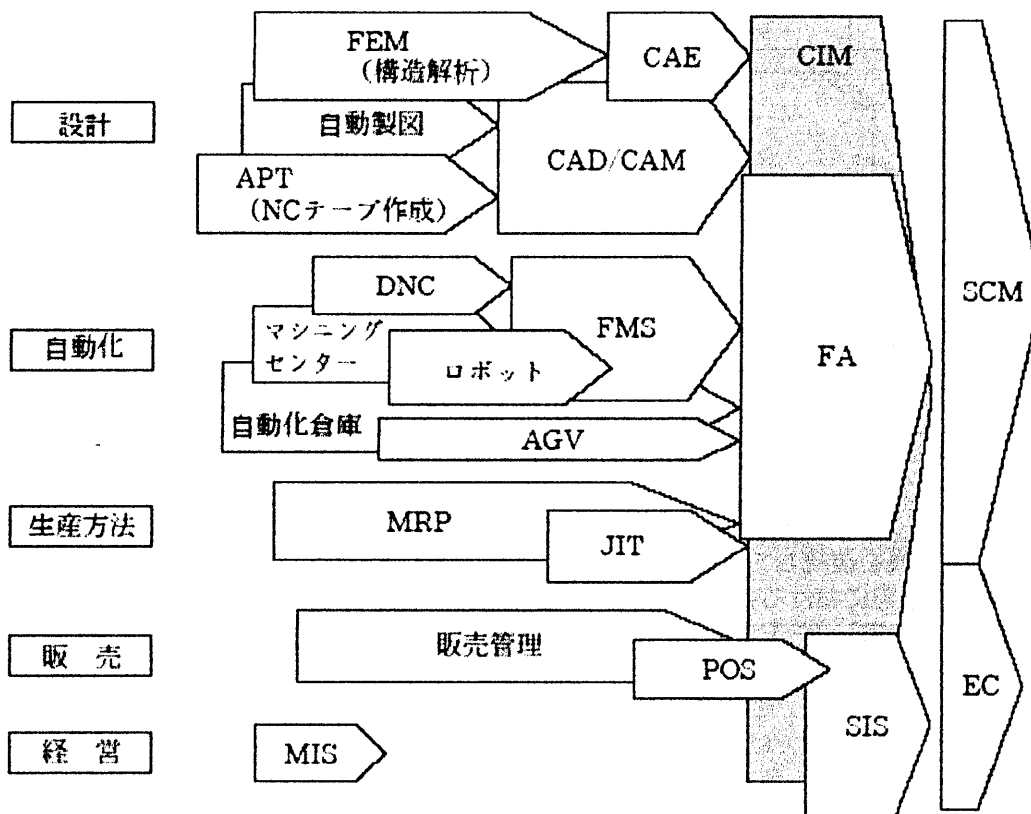 FEM
(構造解析)
CAE
CIM
設計
自動製図
CAD/CAM
APT
(NCテープ作成)
DNC
マシニング
センター
FMS
自動化
ロボット
FA
SCM
自動化倉庫
AGV
生産方法
MRP
JIT
販売
販売管理
POS
EC
SIS
経営
MIS